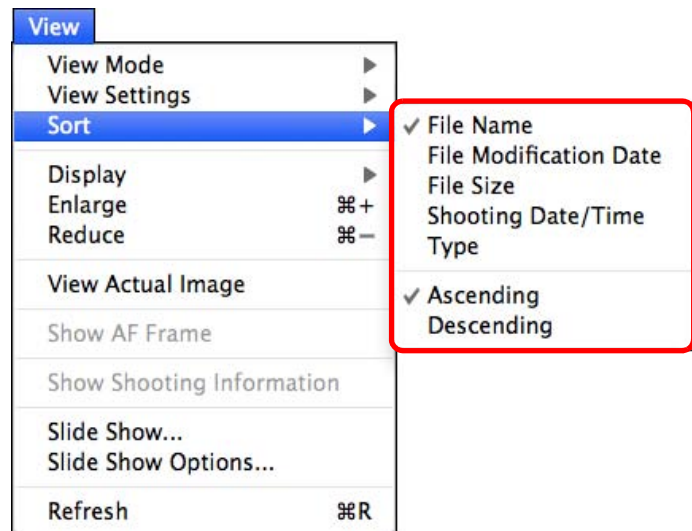 View
View Mode
View Settings
Sort
Display
Enlarge ⌘+
Reduce ⌘−
View Actual Image
Show AF Frame
Show Shooting Information
Slide Show...
Slide Show Options...
Refresh ⌘R
✓ File Name
File Modification Date
File Size
Shooting Date/Time
Type
✓ Ascending
Descending